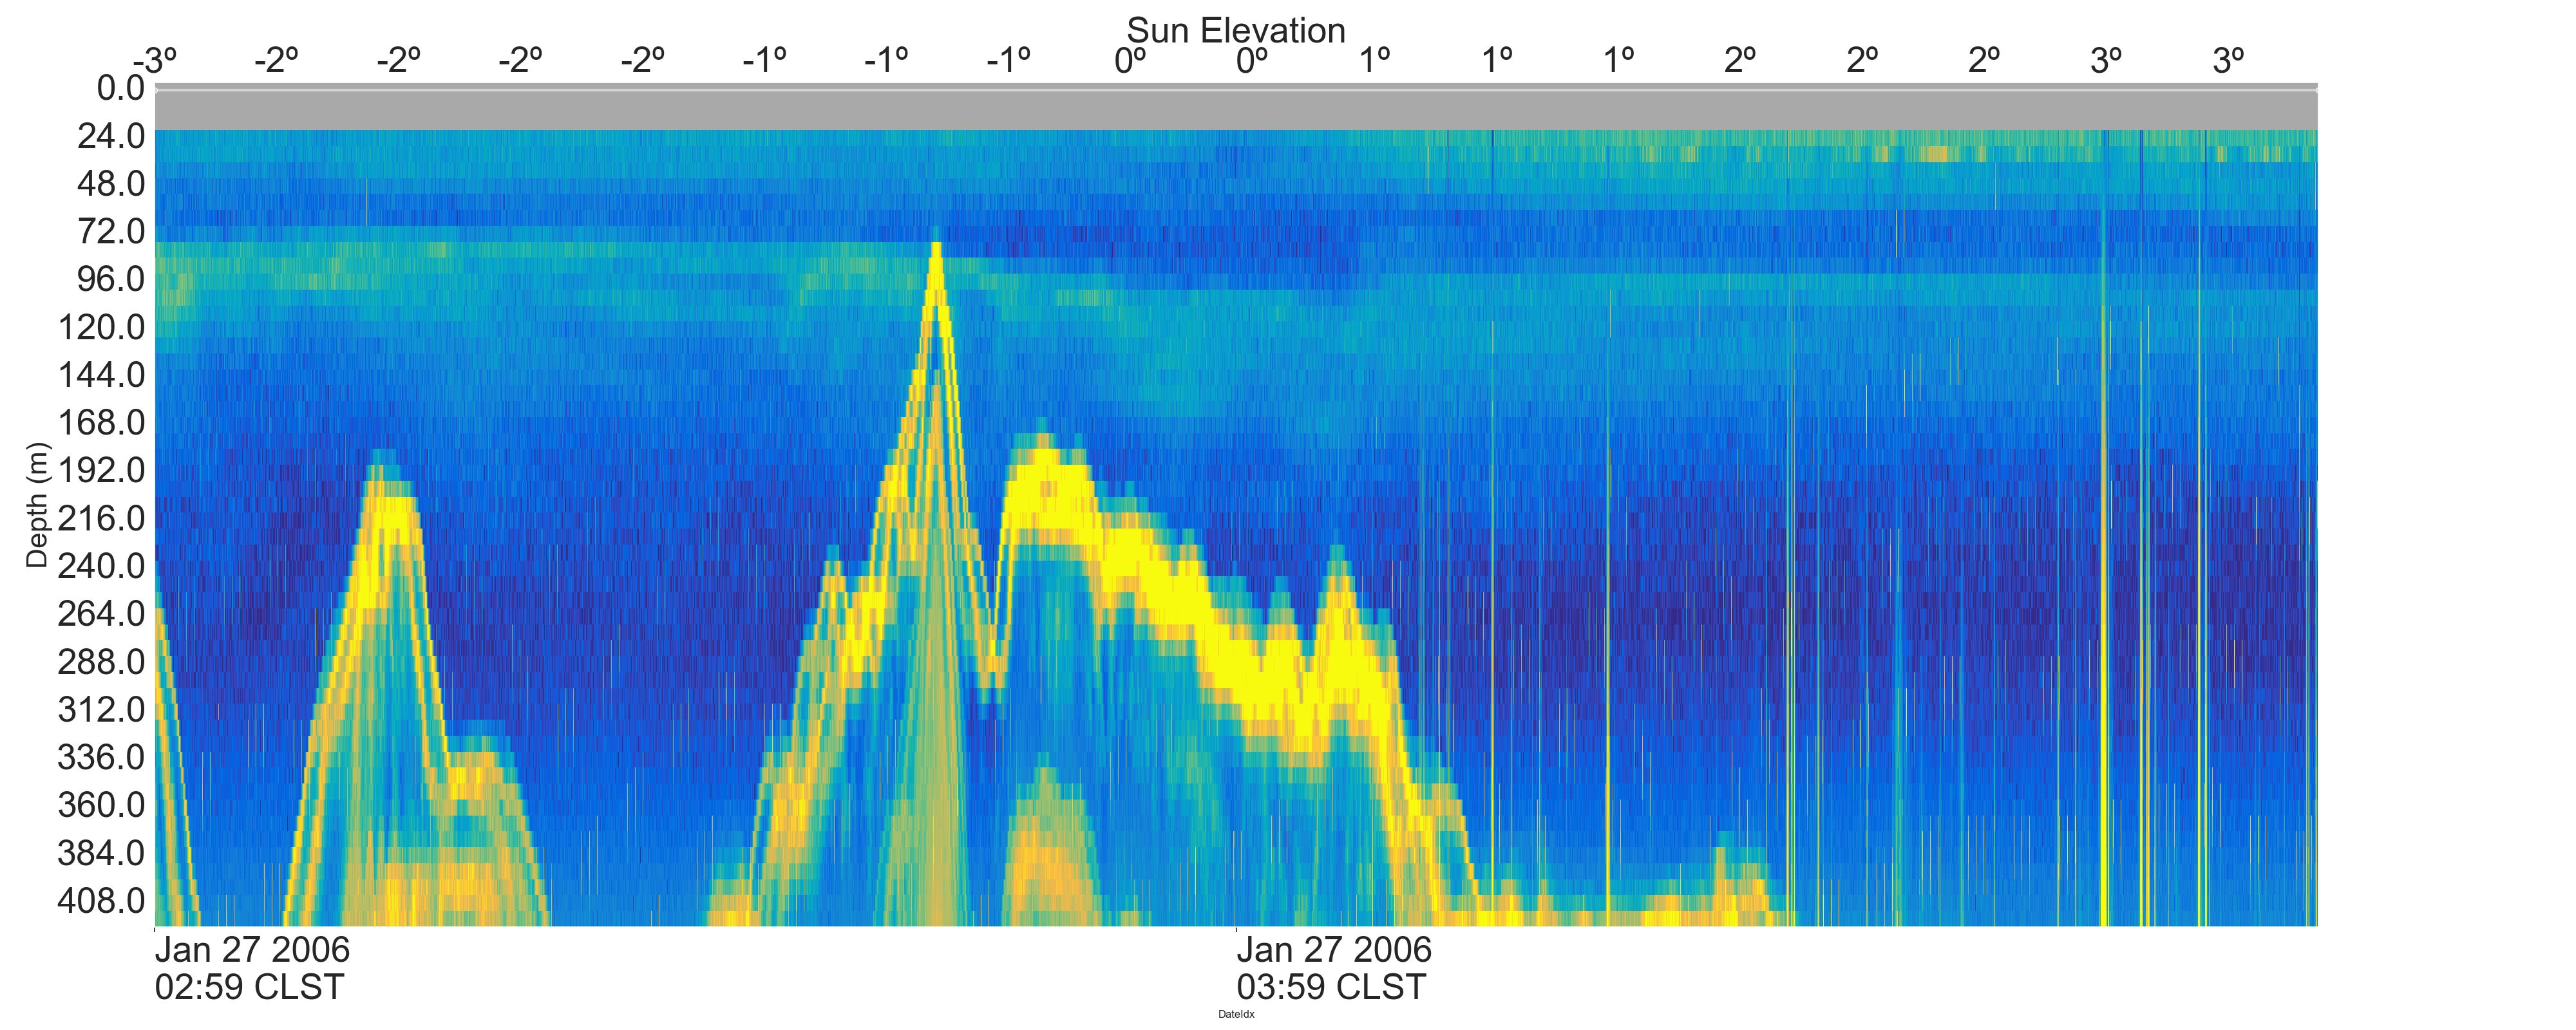 Sun Elevation
-3º -2º -2º -2º -2º -1º -1º -1º 0º 0º 1º 1º 1º 2º 2º 2º 3º 3º
0.0
24.0
48.0
72.0
96.0
120.0
144.0
168.0
192.0
216.0
240.0
264.0
288.0
312.0
336.0
360.0
384.0
408.0
Depth (m)
Jan 27 2006
02:59 CLST
Jan 27 2006
03:59 CLST
DateIdx